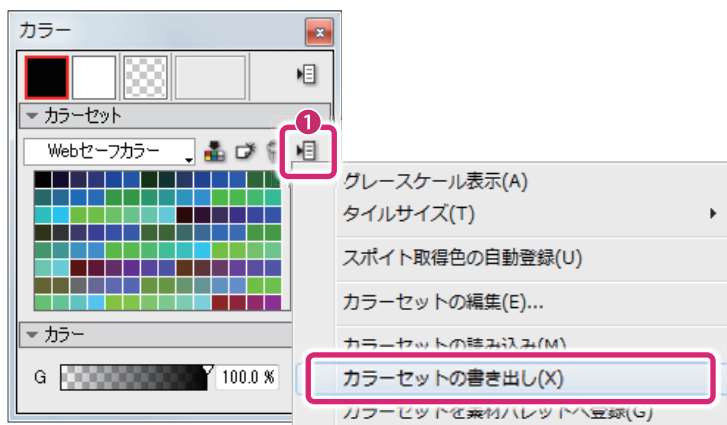 カラー
カラーセット
1
Webセーフカラー
グレースケール表示(A)
タイルサイズ(T)
スポイト取得色の自動登録(U)
カラーセットの編集(E)...
カラーセットの読み込み(M)
カラーセットの書き出し(X)
カラーセットを素材パレットへ登録(G)
カラー
G 100.0 %